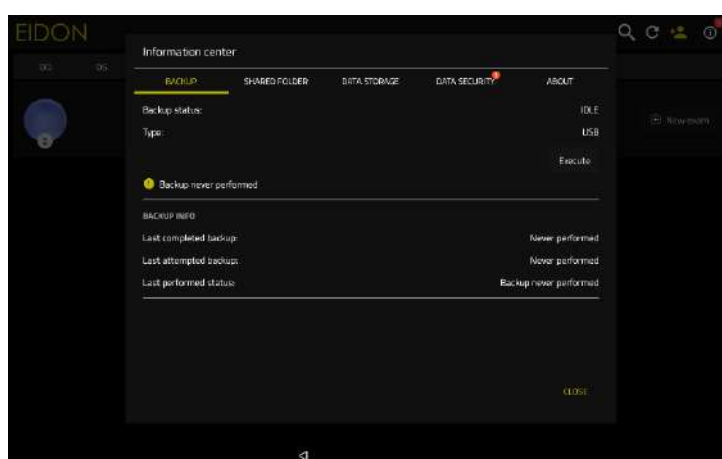 EIDON
OD. OS.
Information center
BACKUP SHARED FOLDER DATA STORAGE DATA SECURITY ABOUT
Backup status: IDLE
Type: USB
Execute
Backup never performed
BACKUP INFO
Last completed backup: Never performed
Last attempted backup: Never performed
Last performed status: Backup never performed
New exam
CLOSE